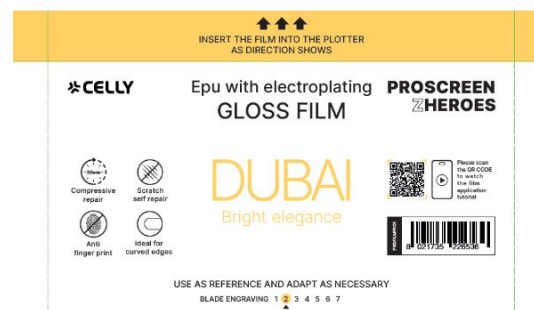 INSERT THE FILM INTO THE PLOTTER
AS DIRECTION SHOWS
CELLY
Epu with electroplating
GLOSS FILM
PROSCREEN
ZHEROES
DUBAI
Bright elegance
Compressive
repair
Scratch
self repair
Anti
finger print
Ideal for
curved edges
Please scan
the QR CODE
to watch
the film
application
tutorial
8 021735 226536
USE AS REFERENCE AND ADAPT AS NECESSARY
BLADE ENGRAVING 1 2 3 4 5 6 7